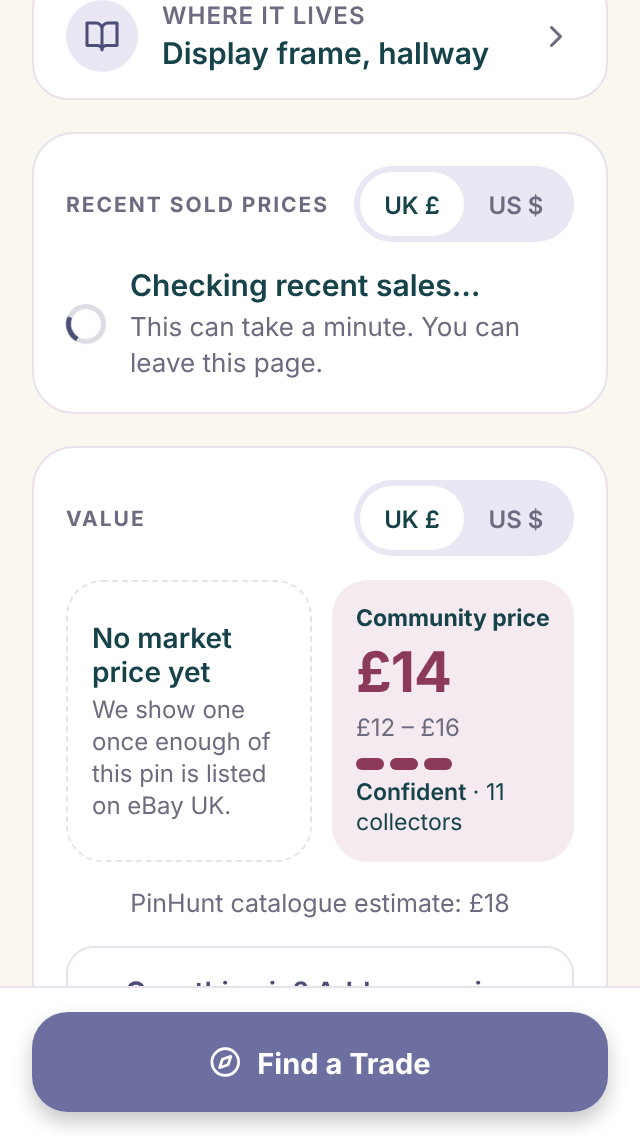 WHERE IT LIVES
Display frame, hallway
RECENT SOLD PRICES
UK £
US $
Checking recent sales...
This can take a minute. You can
leave this page.
VALUE
UK £
US $
No market
price yet
We show one
once enough of
this pin is listed
on eBay UK.
Community price
£14
£12 – £16
Confident · 11
collectors
PinHunt catalogue estimate: £18
Find a Trade